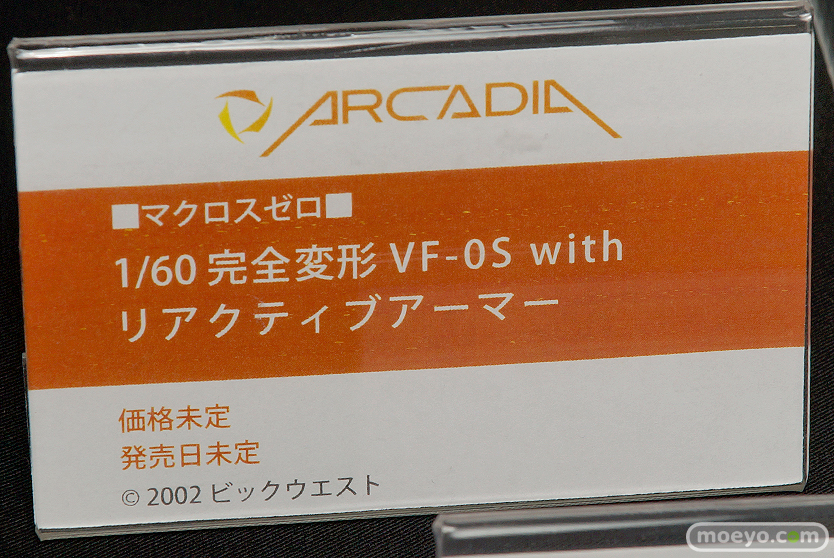 ARCADIA
■マクロスゼロ■
1/60 完全変形 VF-0S with
リアクティブアーマー
価格未定
発売日未定
© 2002 ビックウエスト
moeyo.com